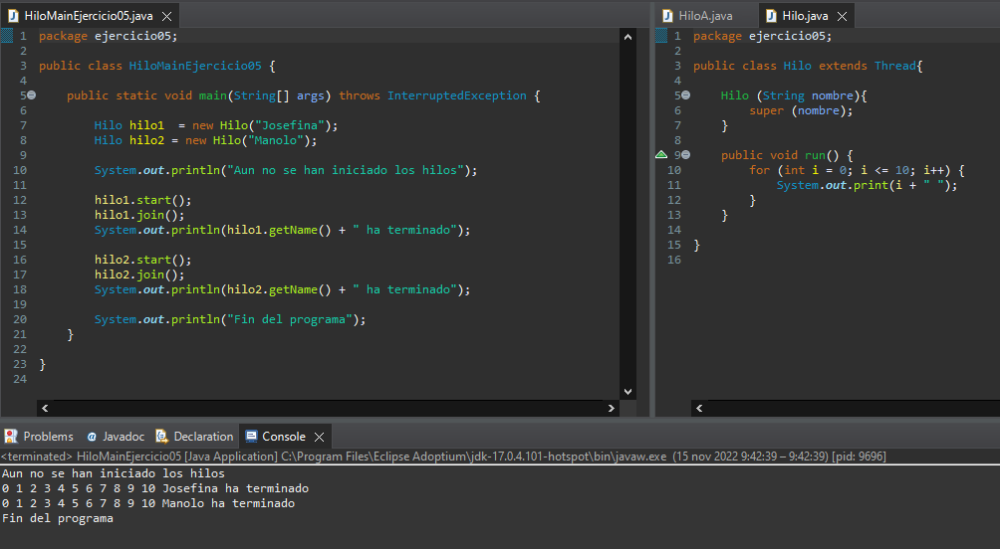 HiloMainEjercicio05.java
1 package ejercicio05;
2
3 public class HiloMainEjercicio05 {
4
5 public static void main(String[] args) throws InterruptedException {
6
7 Hilo hilo1  = new Hilo("Josefina");
8 Hilo hilo2 = new Hilo("Manolo");
9
10 System.out.println("Aun no se han iniciado los hilos");
11
12 hilo1.start();
13 hilo1.join();
14 System.out.println(hilo1.getName() + " ha terminado");
15
16 hilo2.start();
17 hilo2.join();
18 System.out.println(hilo2.getName() + " ha terminado");
19
20 System.out.println("Fin del programa");
21 }
22
23 }
24
HiloA.java Hilo.java
1 package ejercicio05;
2
3 public class Hilo extends Thread{
4
5 Hilo (String nombre){
6 super (nombre);
7 }
8
9 public void run() {
10 for (int i = 0; i <= 10; i++) {
11 System.out.print(i + " ");
12 }
13 }
14
15 }
16
Problems Javadoc Declaration Console
<terminated> HiloMainEjercicio05 [Java Application] C:\Program Files\Eclipse Adoptium\jdk-17.0.4.101-hotspot\bin\javaw.exe (15 nov 2022 9:42:39 – 9:42:39) [pid: 9696]
Aun no se han iniciado los hilos
0 1 2 3 4 5 6 7 8 9 10 Josefina ha terminado
0 1 2 3 4 5 6 7 8 9 10 Manolo ha terminado
Fin del programa